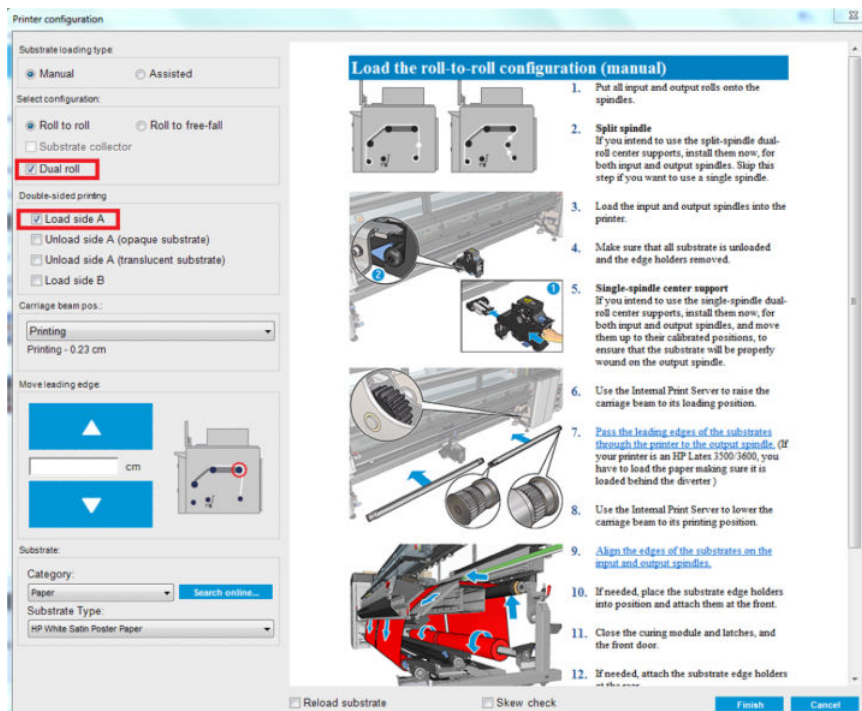 Printer configuration
Substrate loading type:
Manual
Assisted
Select configuration:
Roll to roll
Roll to free-fall
Substrate collector
Dual roll
Double-sided printing
Load side A
Unload side A (opaque substrate)
Unload side A (translucent substrate)
Load side B
Carriage beam pos.:
Printing
Printing - 0.23 cm
Move leading edge:
cm
Substrate:
Category:
Paper
Search online...
Substrate Type:
HP White Satin Poster Paper
Load the roll-to-roll configuration (manual)
1. Put all input and output rolls onto the
spindles.
2. Split spindle
If you intend to use the split-spindle dual-
roll center supports, install them now, for
both input and output spindles. Skip this
step if you want to use a single spindle.
3. Load the input and output spindles into the
printer.
4. Make sure that all substrate is unloaded
and the edge holders removed.
5. Single-spindle center support
If you intend to use the single-spindle dual-
roll center supports, install them now, for
both input and output spindles, and move
them up to their calibrated positions, to
ensure that the substrate will be properly
wound on the output spindle.
6. Use the Internal Print Server to raise the
carriage beam to its loading position.
7. Pass the leading edges of the substrates
through the printer to the output spindle. (If
your printer is an HP Latex 3500/3600, you
have to load the paper making sure it is
loaded behind the diverter.)
8. Use the Internal Print Server to lower the
carriage beam to its printing position.
9. Align the edges of the substrates on the
input and output spindles.
10. If needed, place the substrate edge holders
into position and attach them at the front.
11. Close the curing module and latches, and
the front door.
12. If needed, attach the substrate edge holders
2
1
Reload substrate
Skew check
Finish
Cancel